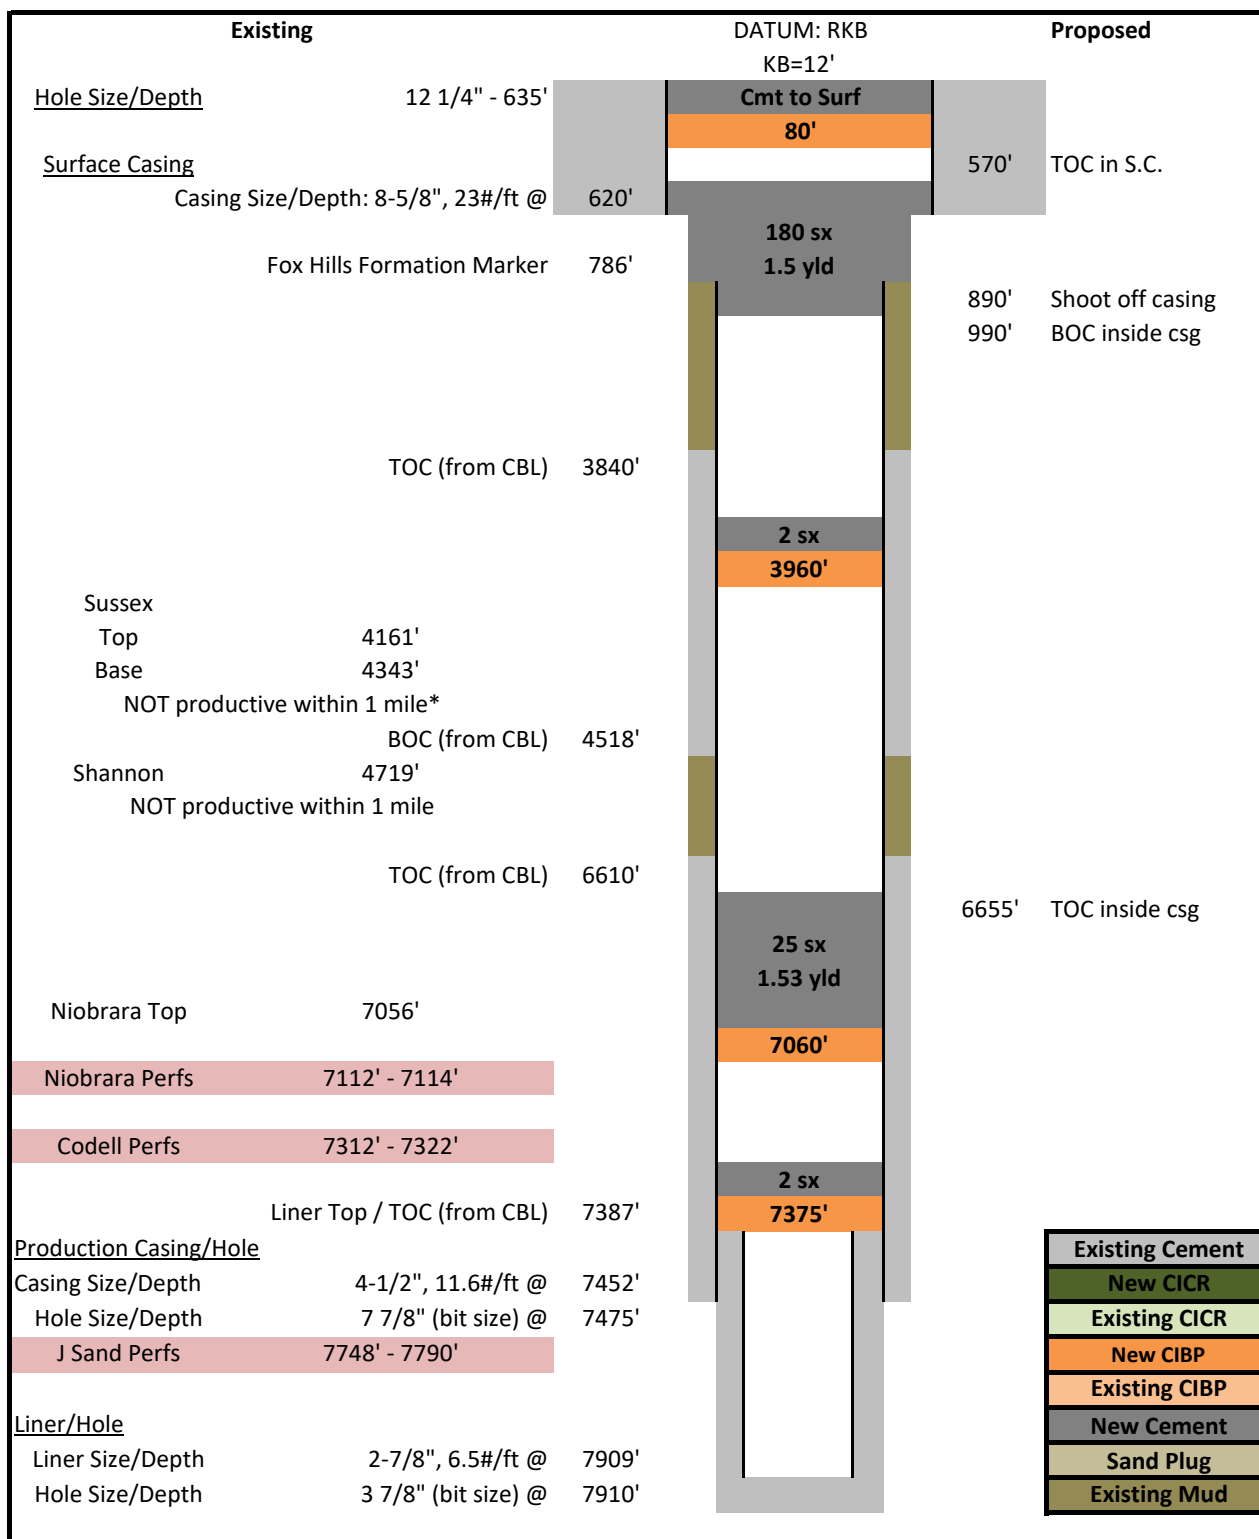 Existing DATUM: RKB Proposed
KB=12'
Hole Size/Depth 12 1/4" - 635' Cmt to Surf
80'
Surface Casing 570' TOC in S.C.
Casing Size/Depth: 8-5/8", 23#/ft @ 620'
180 sx
Fox Hills Formation Marker 786' 1.5 yld
890' Shoot off casing
990' BOC inside csg
TOC (from CBL) 3840'
2 sx
3960'
Sussex
Top 4161'
Base 4343'
NOT productive within 1 mile*
BOC (from CBL) 4518'
Shannon 4719'
NOT productive within 1 mile
TOC (from CBL) 6610'
6655' TOC inside csg
25 sx
1.53 yld
Niobrara Top 7056'
7060'
Niobrara Perfs 7112' - 7114'
Codell Perfs 7312' - 7322'
2 sx
Liner Top / TOC (from CBL) 7387' 7375'
Production Casing/Hole Existing Cement
Casing Size/Depth 4-1/2", 11.6#/ft @ 7452' New CICR
Hole Size/Depth 7 7/8" (bit size) @ 7475' Existing CICR
J Sand Perfs 7748' - 7790' New CIBP
Existing CIBP
Liner/Hole New Cement
Liner Size/Depth 2-7/8", 6.5#/ft @ 7909' Sand Plug
Hole Size/Depth 3 7/8" (bit size) @ 7910' Existing Mud